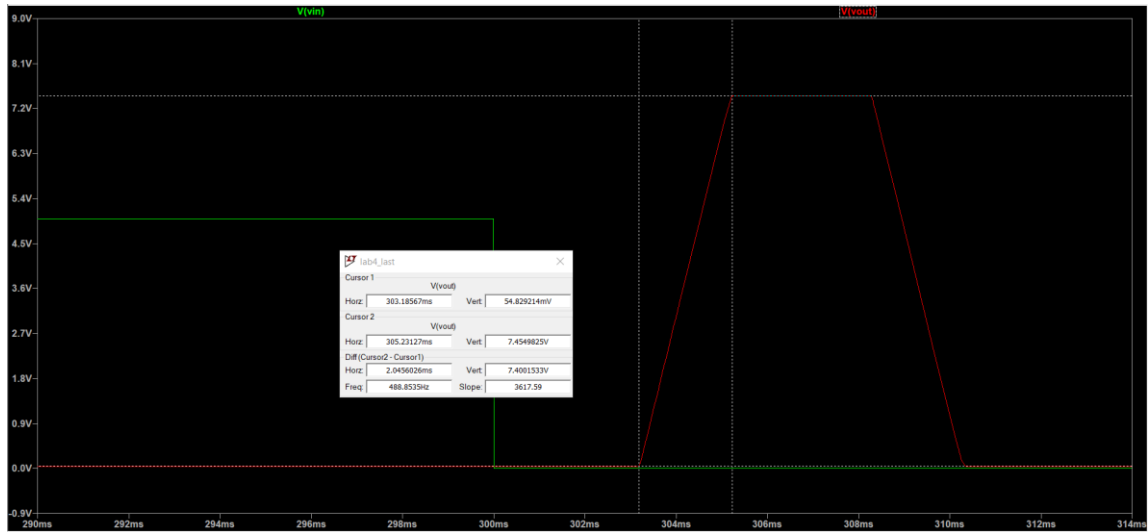 V(vin) V(vout)
9.0V
8.1V
7.2V
6.3V
5.4V
4.5V
3.6V
2.7V
1.8V
0.9V
0.0V
-0.9V
lab4_last
Cursor 1
V(vout)
Horz: 303.18567ms Vert: 54.829214mV
Cursor 2
V(vout)
Horz: 305.23127ms Vert: 7.4549825V
Diff (Cursor2 - Cursor1)
Horz: 2.0456026ms Vert: 7.4001533V
Freq: 488.8535Hz Slope: 3617.59
290ms 292ms 294ms 296ms 298ms 300ms 302ms 304ms 306ms 308ms 310ms 312ms 314ms